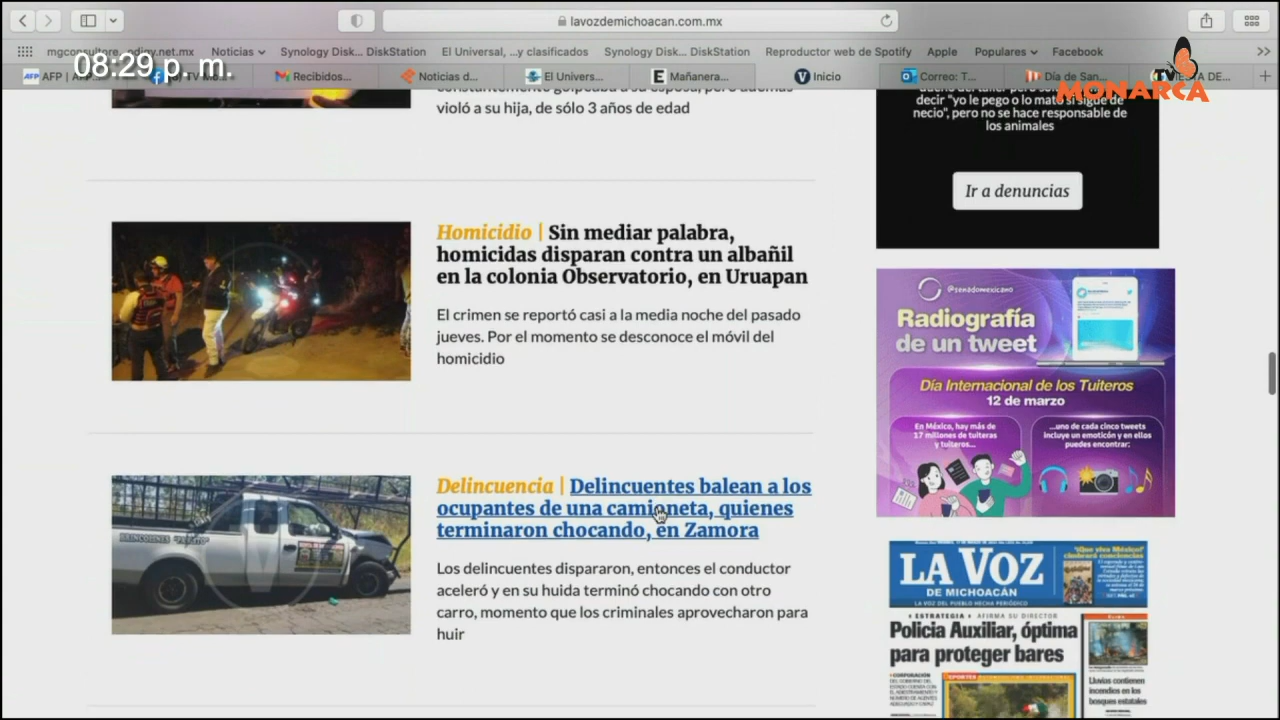 lavozdemichoacan.com.mx
Noticias
Synology Disk... DiskStation
El Universal, ...y clasificados
Synology Disk... DiskStation
Reproductor web de Spotify
Apple
Populares
Facebook
08:29 p. m.
AFP
Recibidos...
Noticias d...
El Univers...
Mañanera...
Inicio
Correo: T...
Día de San...
TV
MONARCA
violó a su hija, de sólo 3 años de edad
decir "yo le pego o lo mato si sigue de
necio", pero no se hace responsable de
los animales
Ir a denuncias
Homicidio | Sin mediar palabra,
homicidas disparan contra un albañil
en la colonia Observatorio, en Uruapan
El crimen se reportó casi a la media noche del pasado
jueves. Por el momento se desconoce el móvil del
homicidio
@senadomexicano
Radiografía
de un tweet
Día Internacional de los Tuiteros
12 de marzo
En México, hay más de
17 millones de tuiteras
y tuiteros...
...uno de cada cinco tweets
incluye un emoticón y en ellos
puedes encontrar:
Delincuencia | Delincuentes balean a los
ocupantes de una camioneta, quienes
terminaron chocando, en Zamora
Los delincuentes dispararon, entonces el conductor
aceleró y en su huida terminó chocando con otro
carro, momento que los criminales aprovecharon para
huir
LA VOZ
DE MICHOACÁN
LA VOZ DEL PUEBLO HECHA PERIÓDICO
ESTRATEGIA AFIRMA SU DIRECTOR
Policia Auxiliar, óptima
para proteger bares
Lluvias contienen
incendios en los
bosques estatales